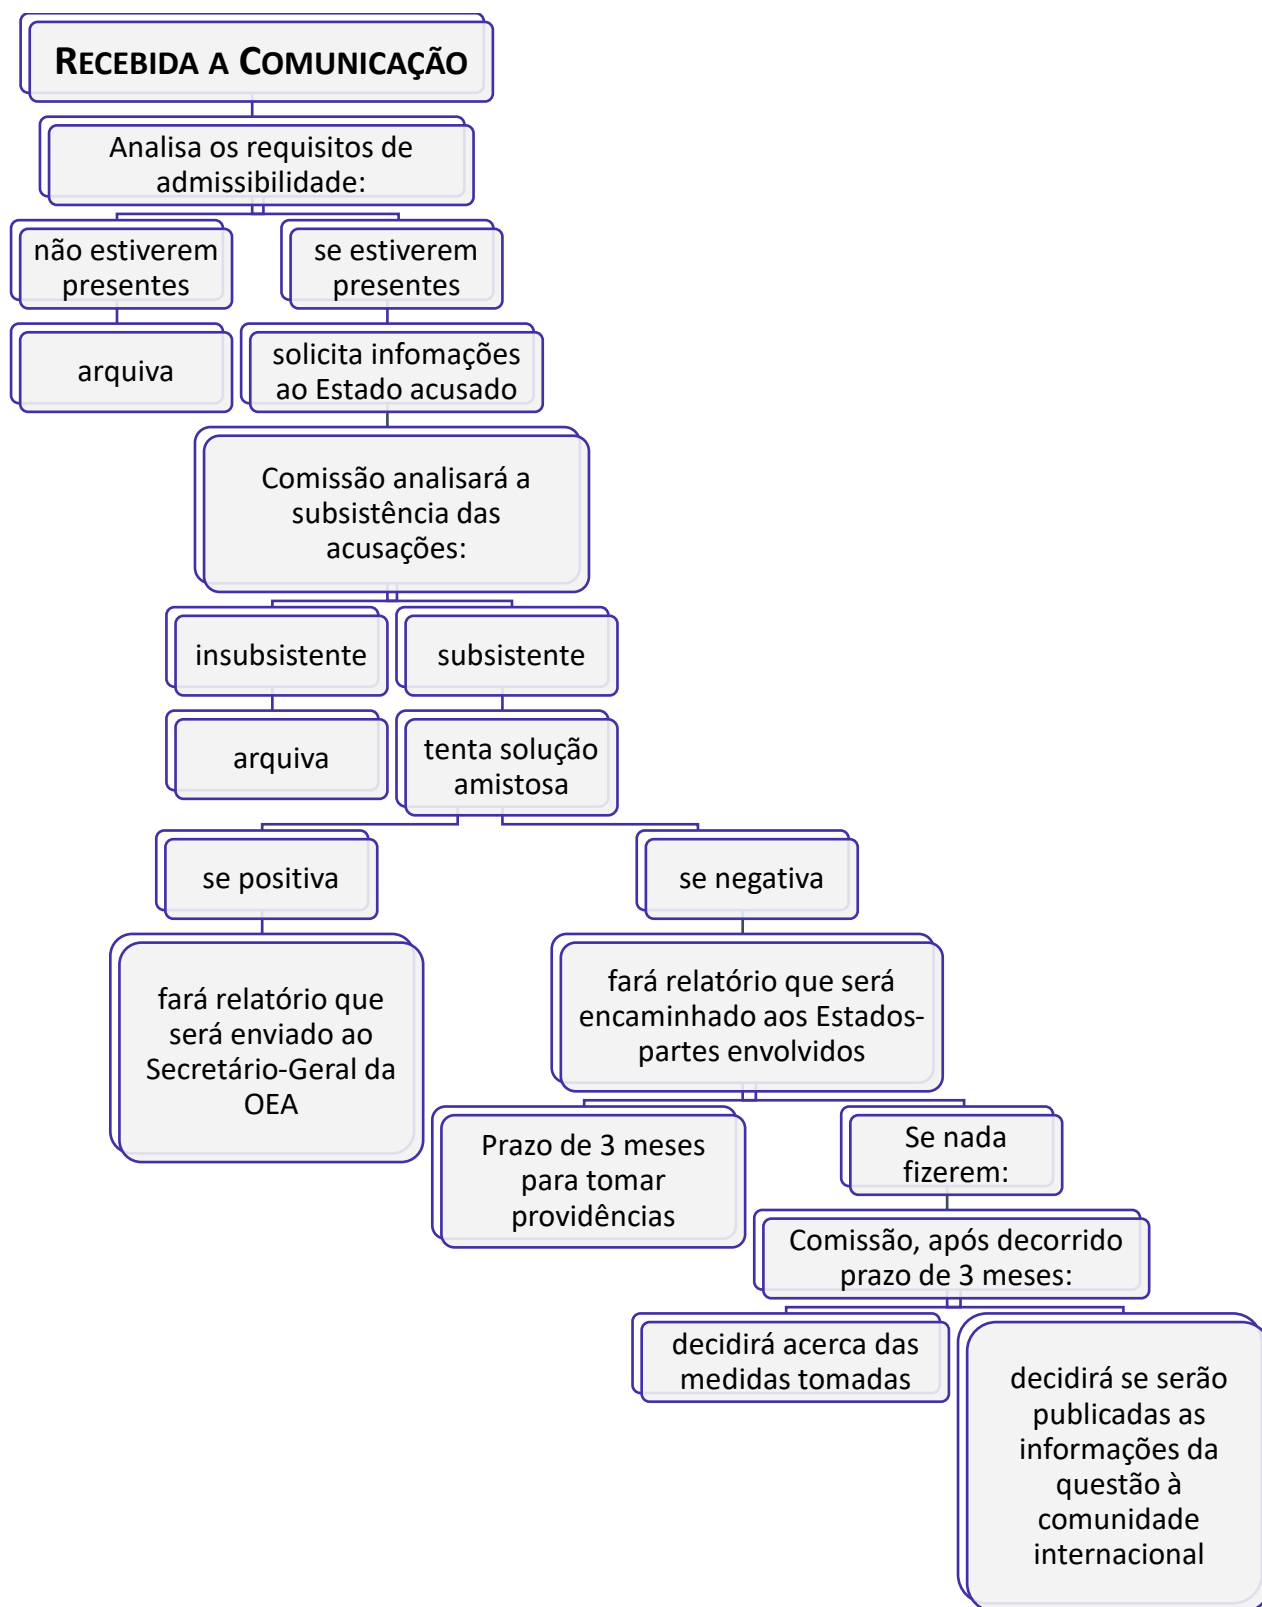 RECEBIDA A COMUNICAÇÃO
Analisa os requisitos de
admissibilidade:
não estiverem
presentes
se estiverem
presentes
arquiva
solicita infomações
ao Estado acusado
Comissão analisará a
subsistência das
acusações:
insubsistente
subsistente
arquiva
tenta solução
amistosa
se positiva
se negativa
fará relatório que
será enviado ao
Secretário-Geral da
OEA
fará relatório que será
encaminhado aos Estados-
partes envolvidos
Prazo de 3 meses
para tomar
providências
Se nada
fizerem:
Comissão, após decorrido
prazo de 3 meses:
decidirá acerca das
medidas tomadas
decidirá se serão
publicadas as
informações da
questão à
comunidade
internacional